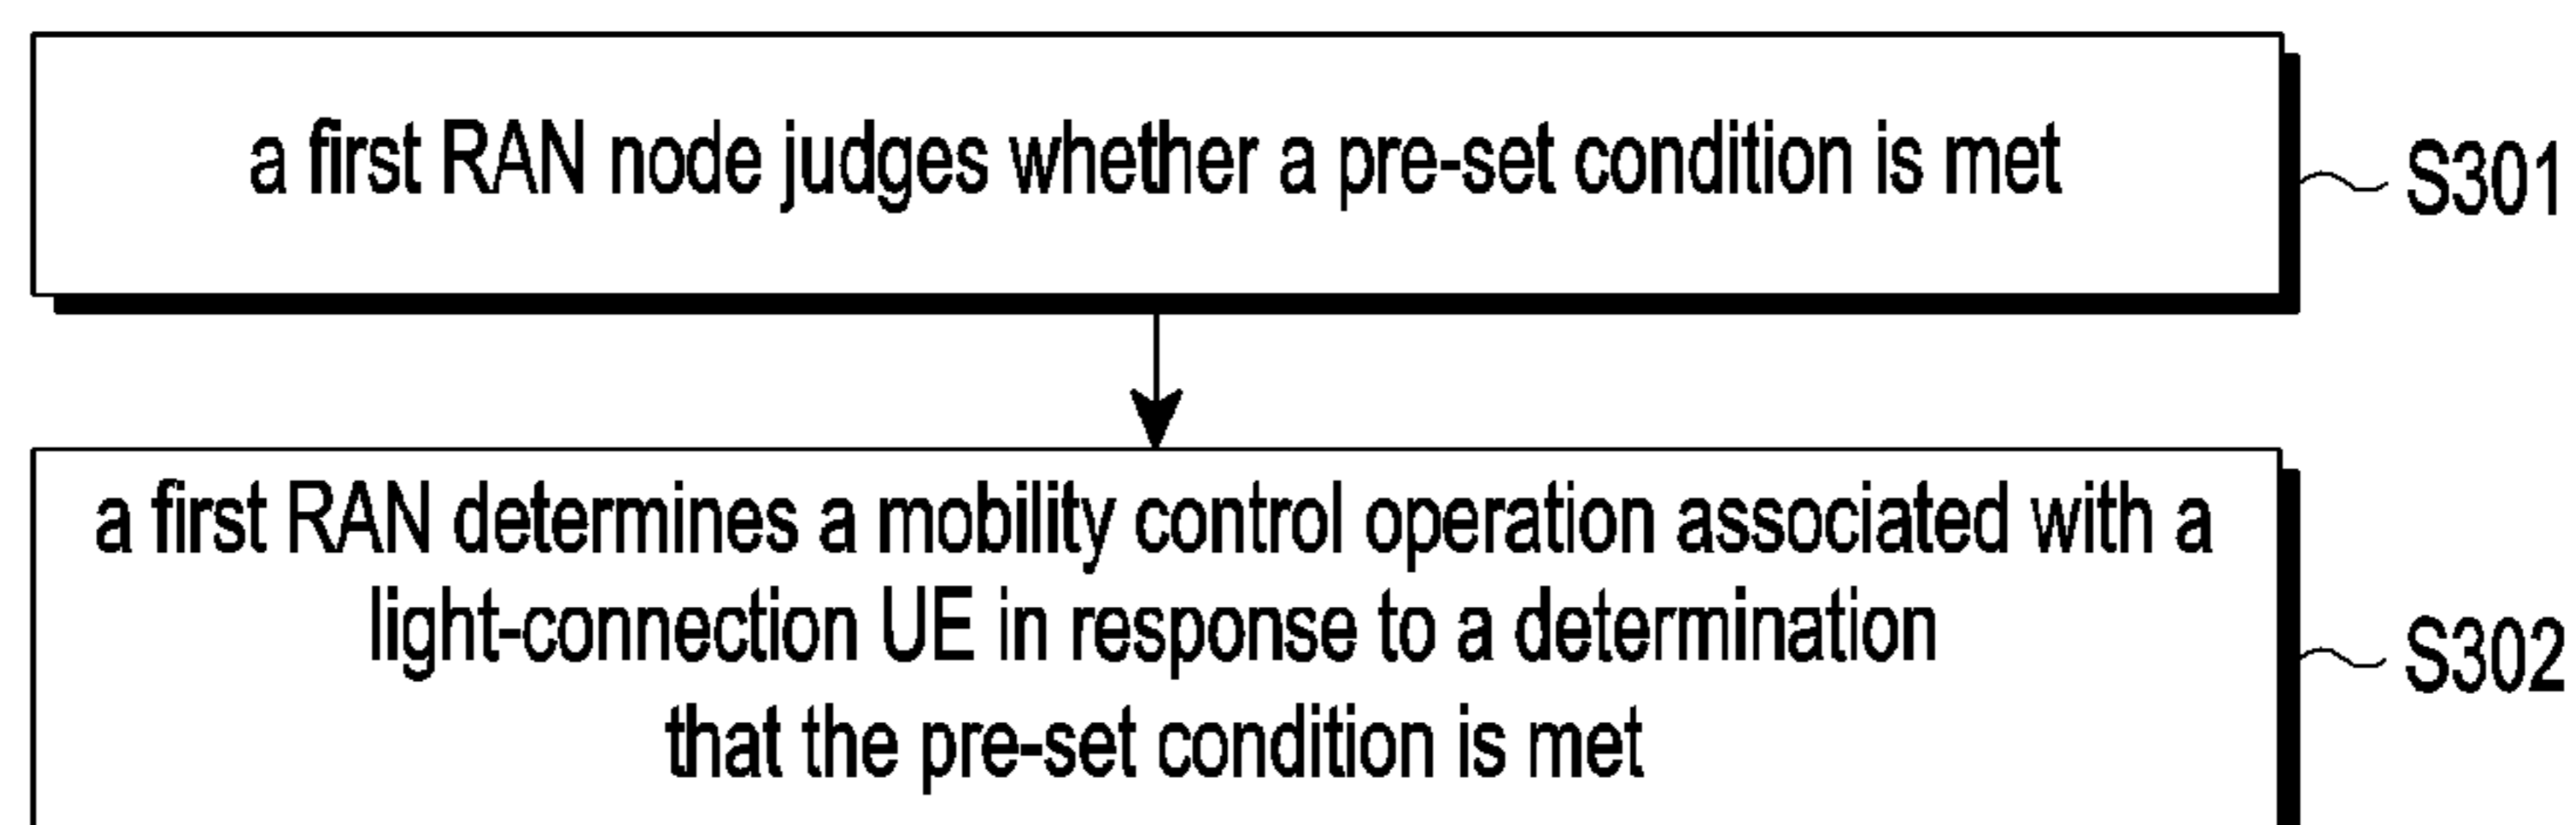 a first RAN node judges whether a pre-set condition is met
S301
a first RAN determines a mobility control operation associated with a
light-connection UE in response to a determination
that the pre-set condition is met
S302